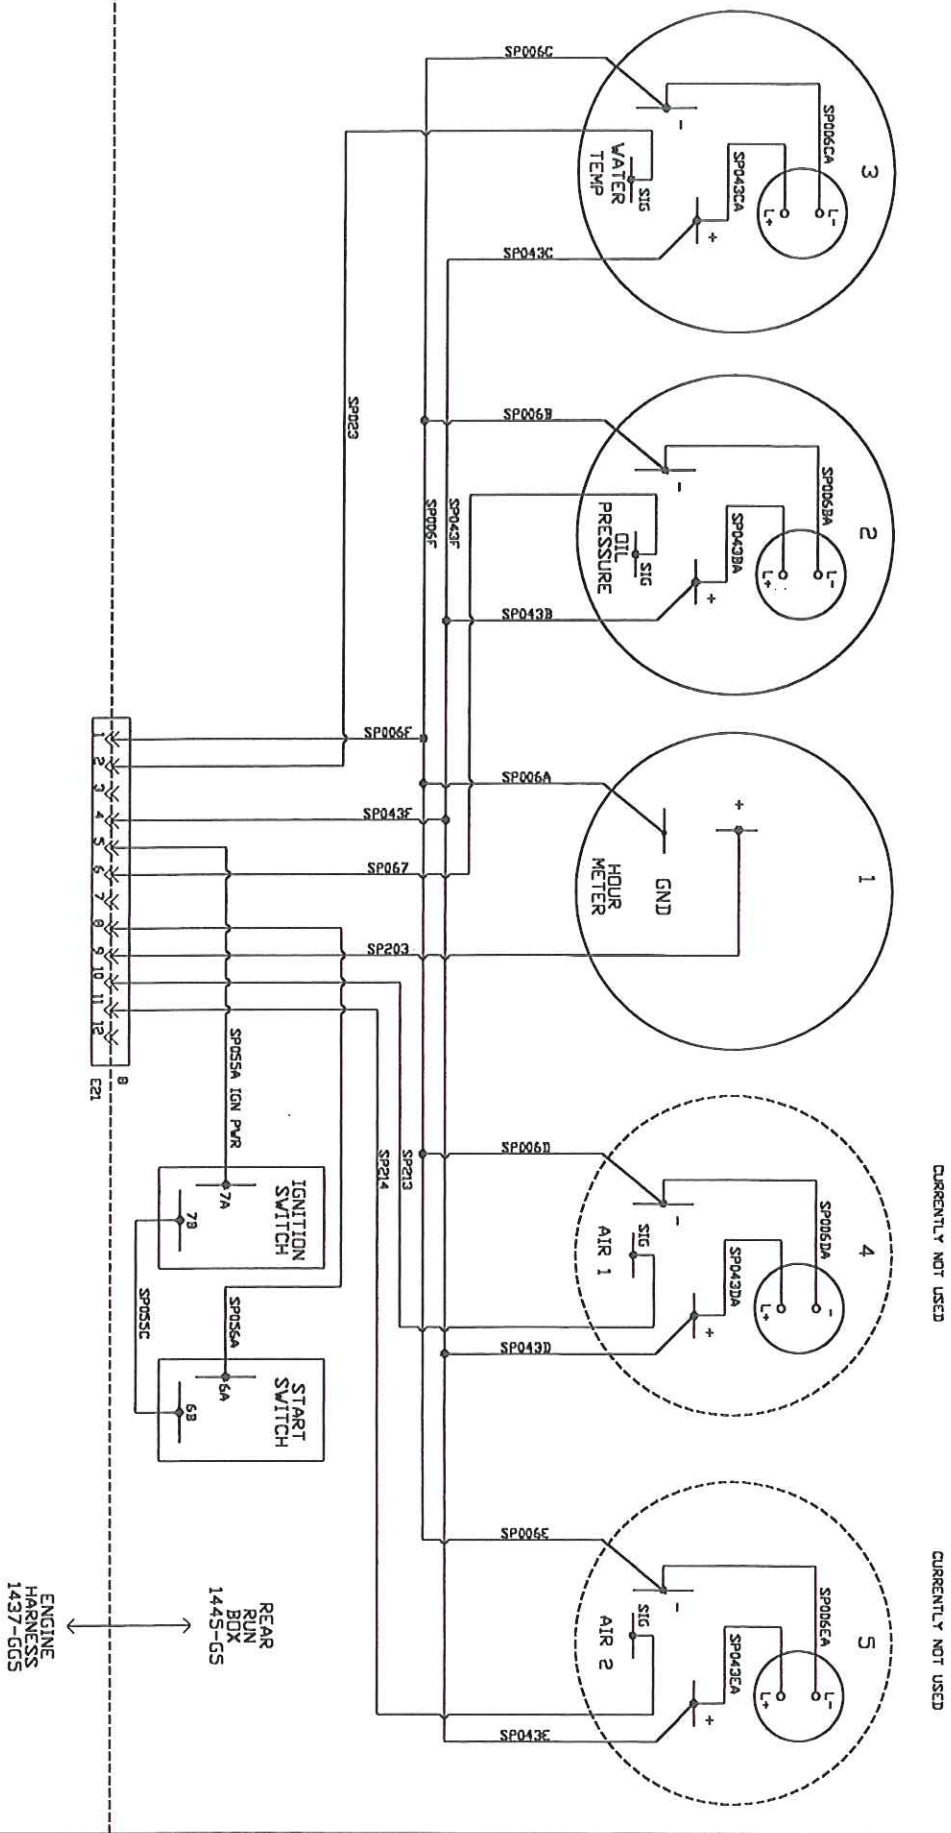 3
SP006C
SP006CA
SP043CA
L-
L+
-
+
SIG
WATER
TEMP
SP043C
SP023
2
SP006B
SP006BA
SP043BA
L-
L+
-
+
SIG
OIL
PRESSURE
SP043B
SP006F
SP043F
1
SP006A
+
GND
HOUR
METER
SP006F
SP043F
SP067
SP203
1
2
3
4
5
6
7
8
9
10
11
12
B
E21
CURRENTLY NOT USED
4
SP006D
SP006DA
SP043DA
-
L+
-
+
SIG
AIR 1
SP043D
SP213
SP214
CURRENTLY NOT USED
5
SP006E
SP006EA
SP043EA
L-
L+
-
+
SIG
AIR 2
SP043E
SP055A IGN PWR
IGNITION
SWITCH
7A
7B
SP055C
SP056A
START
SWITCH
6A
6B
REAR
RUN
BOX
1445-GS
ENGINE
HARNESS
1437-GGS